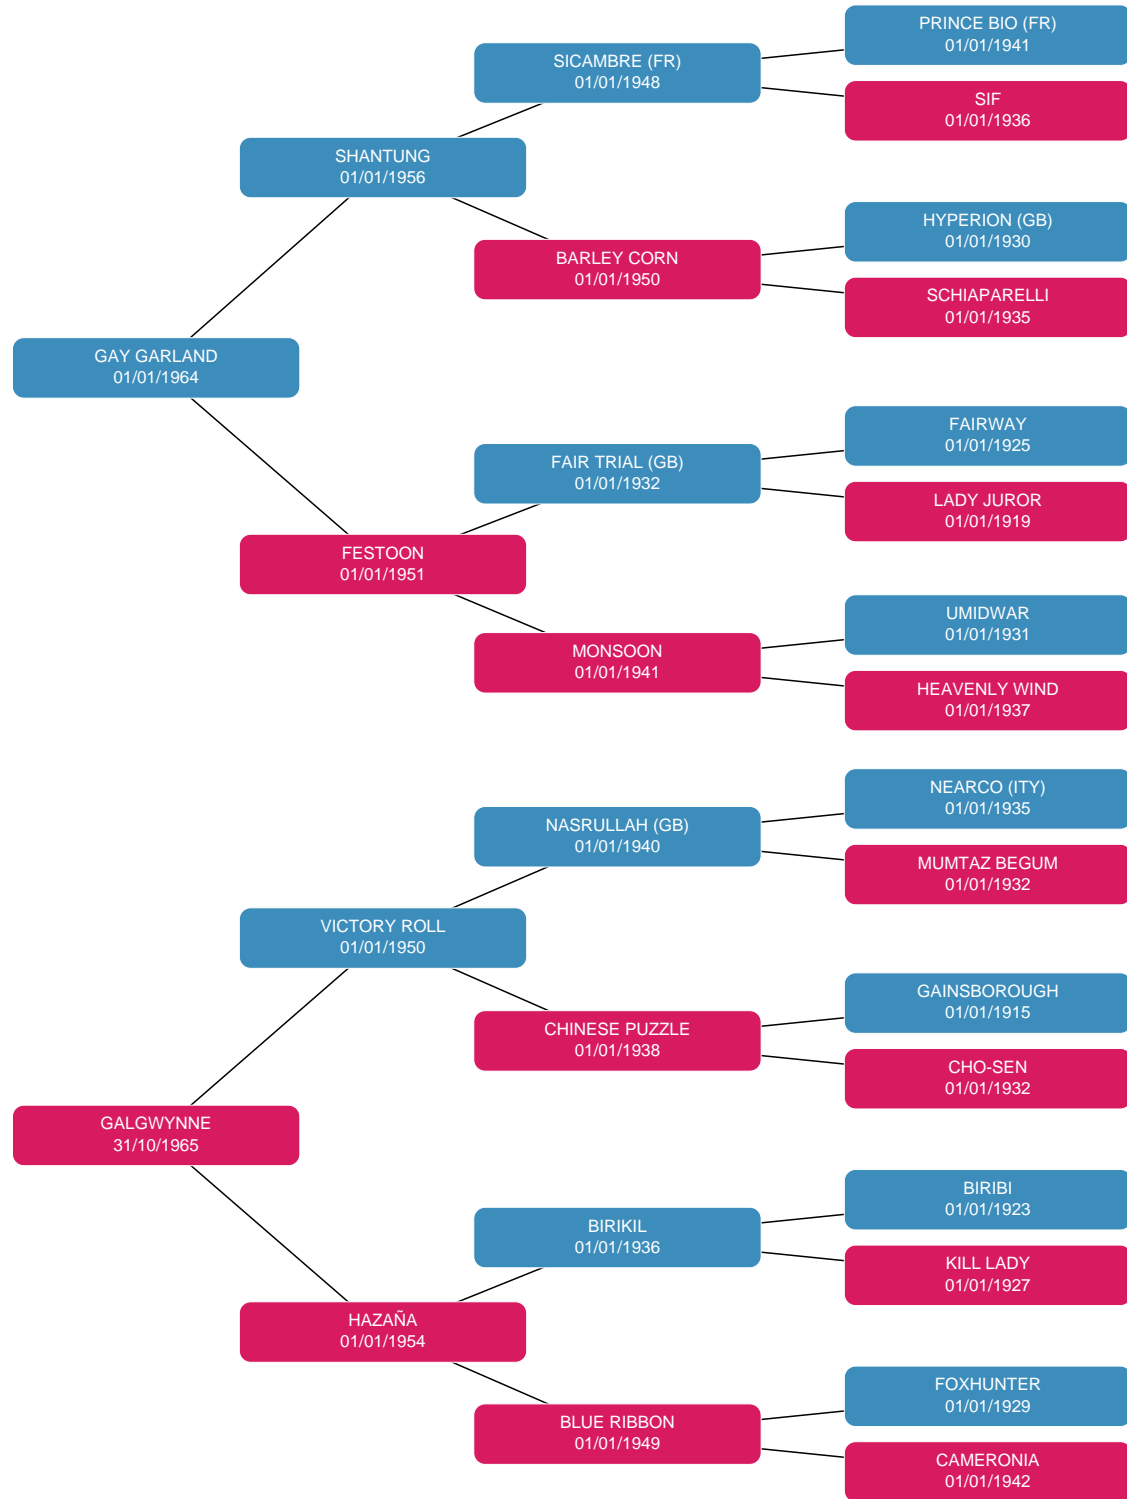 PRINCE BIO (FR)
01/01/1941
SICAMBRE (FR)
01/01/1948
SIF
01/01/1936
SHANTUNG
01/01/1956
HYPERION (GB)
01/01/1930
BARLEY CORN
01/01/1950
SCHIAPARELLI
01/01/1935
GAY GARLAND
01/01/1964
FAIRWAY
01/01/1925
FAIR TRIAL (GB)
01/01/1932
LADY JUROR
01/01/1919
FESTOON
01/01/1951
UMIDWAR
01/01/1931
MONSOON
01/01/1941
HEAVENLY WIND
01/01/1937
NEARCO (ITY)
01/01/1935
NASRULLAH (GB)
01/01/1940
MUMTAZ BEGUM
01/01/1932
VICTORY ROLL
01/01/1950
GAINSBOROUGH
01/01/1915
CHINESE PUZZLE
01/01/1938
CHO-SEN
01/01/1932
GALGWYNNE
31/10/1965
BIRIBI
01/01/1923
BIRIKIL
01/01/1936
KILL LADY
01/01/1927
HAZAÑA
01/01/1954
FOXHUNTER
01/01/1929
BLUE RIBBON
01/01/1949
CAMERONIA
01/01/1942